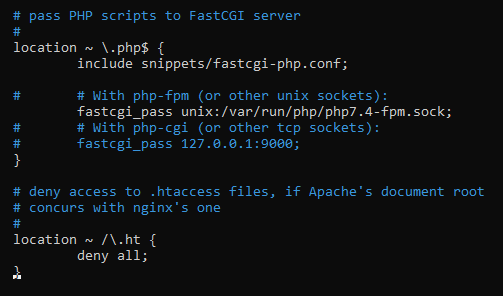 # pass PHP scripts to FastCGI server
#
location ~ \.php$ {
        include snippets/fastcgi-php.conf;

#       # With php-fpm (or other unix sockets):
        fastcgi_pass unix:/var/run/php/php7.4-fpm.sock;
#       # With php-cgi (or other tcp sockets):
#       fastcgi_pass 127.0.0.1:9000;
}

# deny access to .htaccess files, if Apache's document root
# concurs with nginx's one
#
location ~ /\.ht {
        deny all;
}